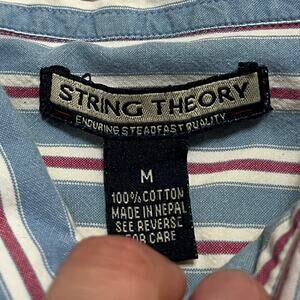 STRING THEORY
ENDURING STEADFAST QUALITY
M
100% COTTON
MADE IN NEPAL
SEE REVERSE
FOR CARE